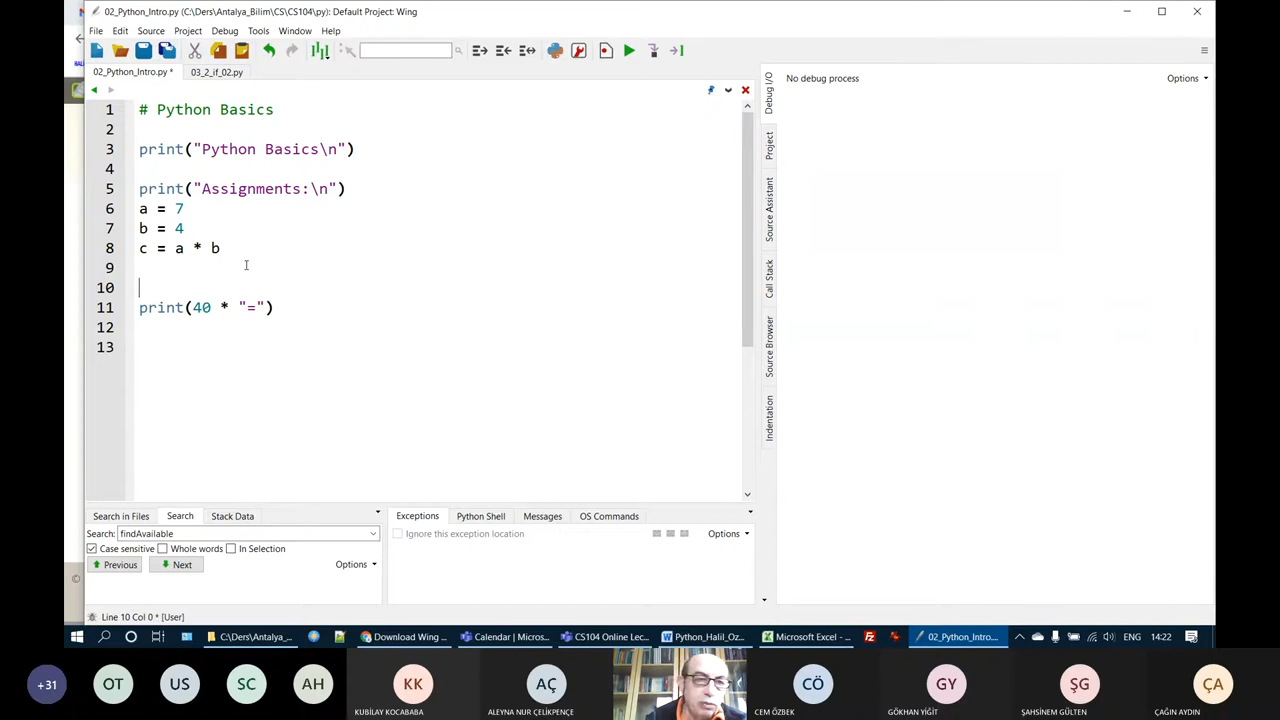 02_Python_Intro.py (C:\Ders\Antalya_Bilim\CS\CS104\py): Default Project: Wing
File Edit Source Project Debug Tools Window Help
02_Python_Intro.py * 03_2_if_02.py
No debug process
Options
1 # Python Basics
2
3 print("Python Basics\n")
4
5 print("Assignments:\n")
6 a = 7
7 b = 4
8 c = a * b
9
10
11 print(40 * "=")
12
13
Debug I/O
Project
Source Assistant
Call Stack
Source Browser
Indentation
Search in Files Search Stack Data
Search: findAvailable
Case sensitive Whole words In Selection
Previous Next Options
Exceptions Python Shell Messages OS Commands
Ignore this exception location Options
Line 10 Col 0 * [User]
C:\Ders\Antalya_... Download Wing ... Calendar | Micros... CS104 Online Lec... Python_Halil_Oz... Microsoft Excel - ... 02_Python_Intro... ENG 14:22
+31 OT US SC AH KK AÇ CÖ GY ŞG ÇA
KUBİLAY KOCABABA ALEYNA NUR ÇELİKPENÇE CEM ÖZBEK GÖKHAN YİĞİT ŞAHSİNEM GÜLTEN ÇAĞIN AYDIN